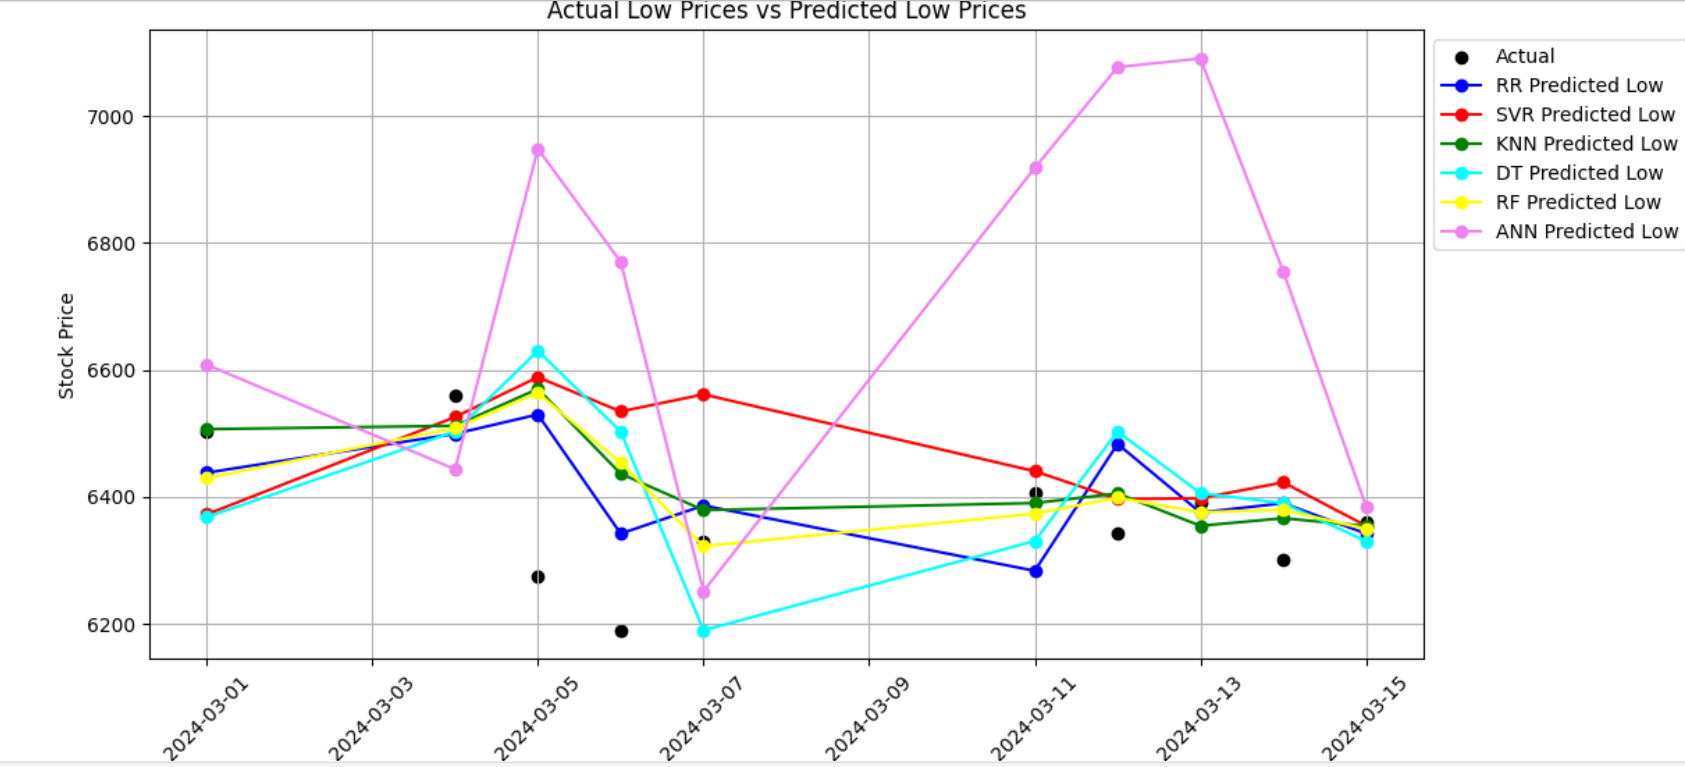 Actual Low Prices vs Predicted Low Prices
Actual
RR Predicted Low
SVR Predicted Low
KNN Predicted Low
DT Predicted Low
RF Predicted Low
ANN Predicted Low
Stock Price
7000
6800
6600
6400
6200
2024-03-01
2024-03-03
2024-03-05
2024-03-07
2024-03-09
2024-03-11
2024-03-13
2024-03-15